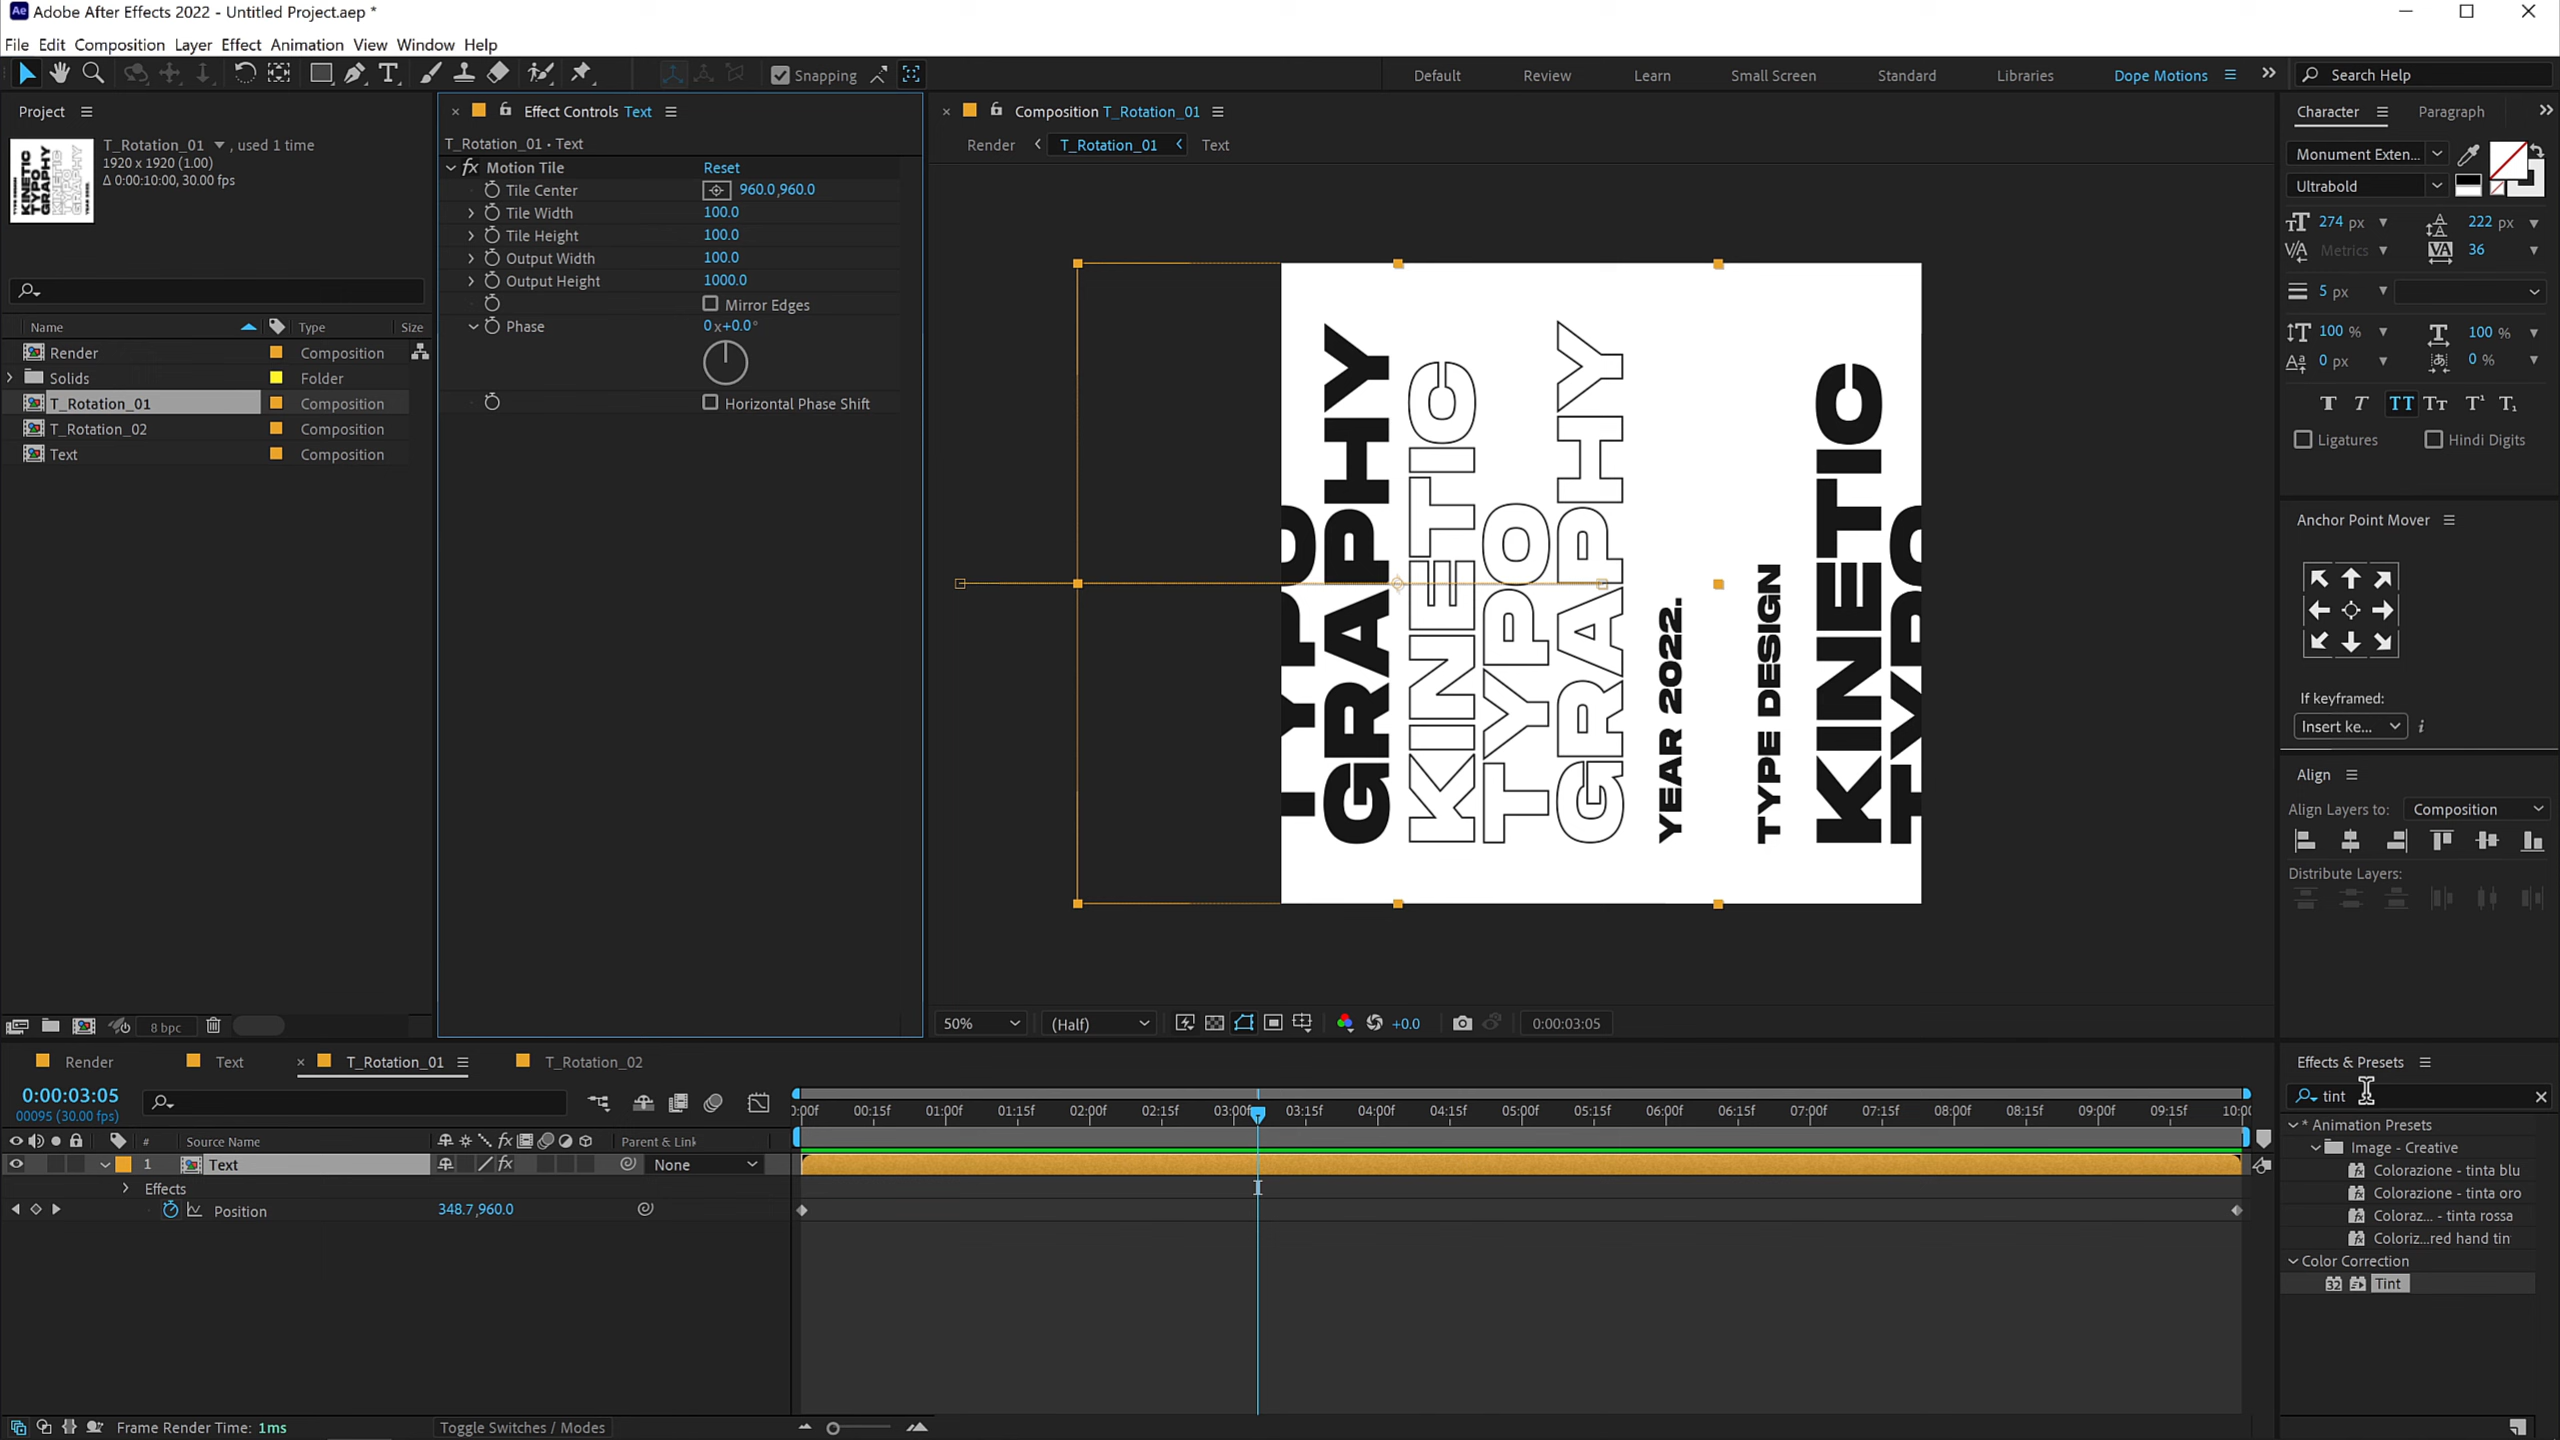 Adobe After Effects 2022 - Untitled Project.aep *
File Edit Composition Layer Effect Animation View Window Help
Snapping
Default Review Learn Small Screen Standard Libraries Dope Motions
Search Help
Project
T_Rotation_01 , used 1 time
1920 x 1920 (1.00)
Δ 0:00:10:00, 30.00 fps
Name Type Size
Render Composition
Solids Folder
T_Rotation_01 Composition
T_Rotation_02 Composition
Text Composition
8 bpc
Effect Controls Text
T_Rotation_01 • Text
fx Motion Tile Reset
Tile Center 960.0,960.0
Tile Width 100.0
Tile Height 100.0
Output Width 100.0
Output Height 1000.0
Mirror Edges
Phase 0x+0.0°
Horizontal Phase Shift
Composition T_Rotation_01
Render T_Rotation_01 Text
TYPO
GRAPHY
KINETIC
TYPO
GRAPHY
YEAR 2022.
TYPE DESIGN
KINETIC
TYPO
50% (Half) +0.0 0:00:03:05
Character Paragraph
Monument Exten...
Ultrabold
274 px 222 px
Metrics 36
5 px
100 % 100 %
0 px 0 %
Ligatures Hindi Digits
Anchor Point Mover
If keyframed:
Insert ke...
Align
Align Layers to: Composition
Distribute Layers:
Effects & Presets
tint
* Animation Presets
Image - Creative
Colorazione - tinta blu
Colorazione - tinta oro
Coloraz... - tinta rossa
Coloriz...red hand tin
Color Correction
Tint
Render Text T_Rotation_01 T_Rotation_02
0:00:03:05
00095 (30.00 fps)
0:00f 00:15f 01:00f 01:15f 02:00f 02:15f 03:00f 03:15f 04:00f 04:15f 05:00f 05:15f 06:00f 06:15f 07:00f 07:15f 08:00f 08:15f 09:00f 09:15f 10:00f
# Source Name Parent & Link
1 Text None
Effects
Position 348.7,960.0
Frame Render Time: 1ms
Toggle Switches / Modes